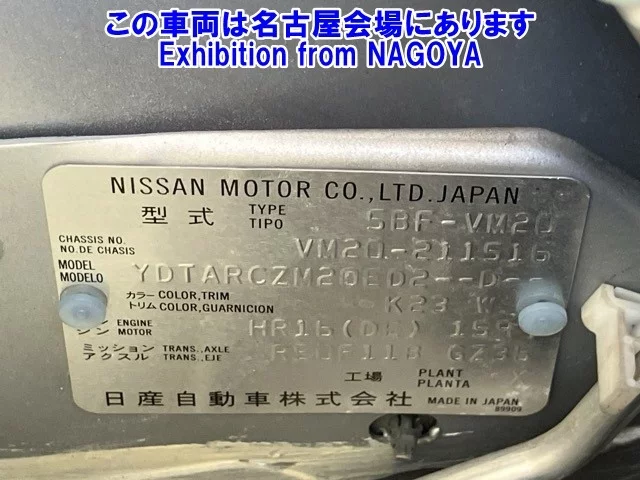 この車両は名古屋会場にあります
Exhibition from NAGOYA
NISSAN MOTOR CO.,LTD.JAPAN
型式 TYPE TIPO 5BF-VM20
CHASSIS NO. NO.DE CHASIS VM20-211516
MODEL MODELO YDTARCZM20ED2--D--
カラー COLOR,TRIM
トリム COLOR,GUARNICION K23 W
ENGINE MOTOR HR16(DE) 159
ミッション TRANS.,AXLE
アクスル TRANS.,EJE
工場 PLANT PLANTA
日産自動車株式会社 MADE IN JAPAN
89909